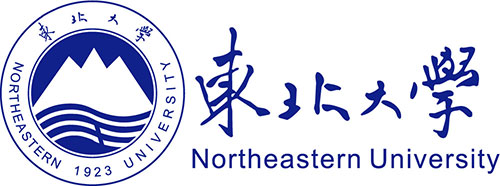 東北大學
NORTHEASTERN UNIVERSITY
1923
東北大學
Northeastern University